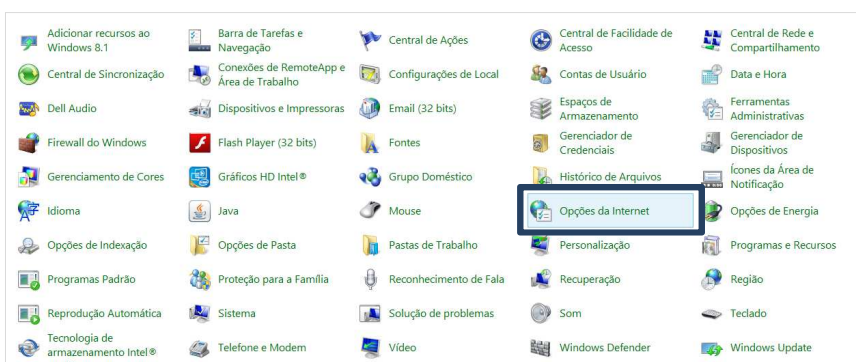 Adicionar recursos ao
Windows 8.1
Barra de Tarefas e
Navegação
Central de Ações
Central de Facilidade de
Acesso
Central de Rede e
Compartilhamento
Central de Sincronização
Conexões de RemoteApp e
Área de Trabalho
Configurações de Local
Contas de Usuário
Data e Hora
Dell Audio
Dispositivos e Impressoras
Email (32 bits)
Espaços de
Armazenamento
Ferramentas
Administrativas
Firewall do Windows
Flash Player (32 bits)
Fontes
Gerenciador de
Credenciais
Gerenciador de
Dispositivos
Gerenciamento de Cores
Gráficos HD Intel®
Grupo Doméstico
Histórico de Arquivos
Ícones da Área de
Notificação
Idioma
Java
Mouse
Opções da Internet
Opções de Energia
Opções de Indexação
Opções de Pasta
Pastas de Trabalho
Personalização
Programas e Recursos
Programas Padrão
Proteção para a Família
Reconhecimento de Fala
Recuperação
Região
Reprodução Automática
Sistema
Solução de problemas
Som
Teclado
Tecnologia de
armazenamento Intel®
Telefone e Modem
Vídeo
Windows Defender
Windows Update